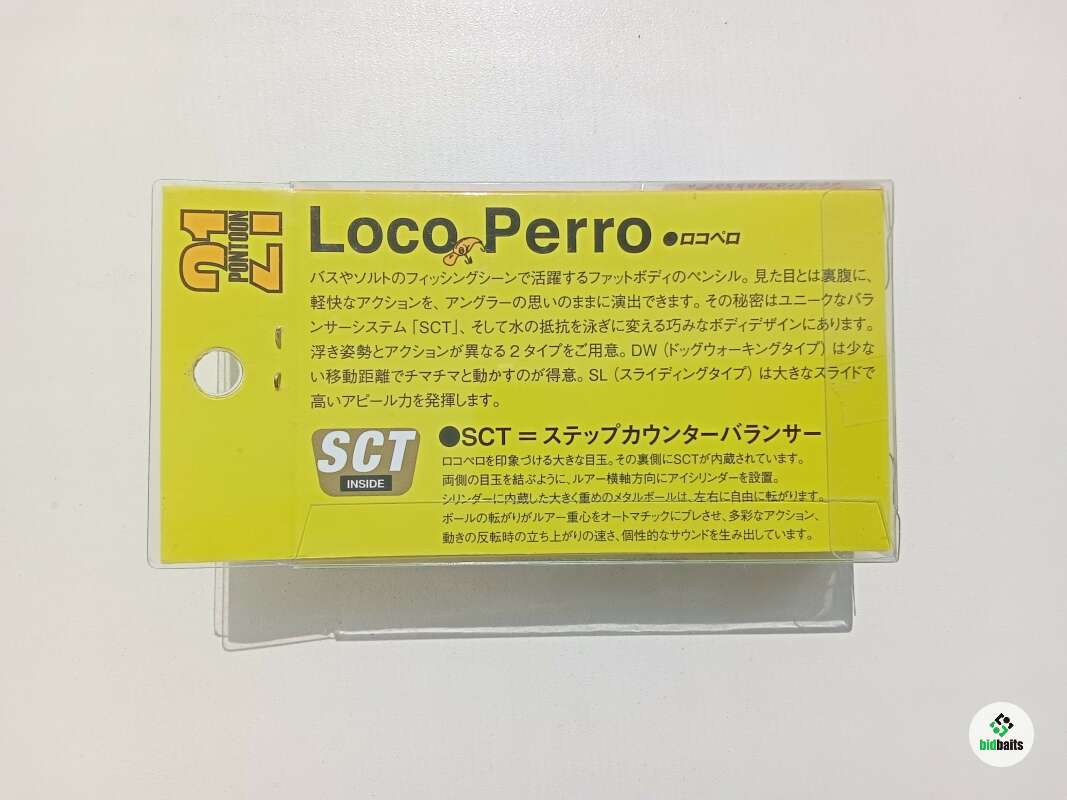 21
PONTOON
21
Loco Perro ●ロコペロ
バスやソルトのフィッシングシーンで活躍するファットボディのペンシル。見た目とは裏腹に、
軽快なアクションを、アングラーの思いのままに演出できます。その秘密はユニークなバラ
ンサーシステム「SCT」、そして水の抵抗を泳ぎに変える巧みなボディデザインにあります。
浮き姿勢とアクションが異なる2タイプをご用意。DW（ドッグウォーキングタイプ）は少な
い移動距離でチマチマと動かすのが得意。SL（スライディングタイプ）は大きなスライドで
高いアピール力を発揮します。
SCT
INSIDE
●SCT＝ステップカウンターバランサー
ロコペロを印象づける大きな目玉。その裏側にSCTが内蔵されています。
両側の目玉を結ぶように、ルアー横軸方向にアイシリンダーを設置。
シリンダーに内蔵した大きく重めのメタルボールは、左右に自由に転がります。
ボールの転がりがルアー重心をオートマチックにブレさせ、多彩なアクション、
動きの反転時の立ち上がりの速さ、個性的なサウンドを生み出しています。
bidbaits